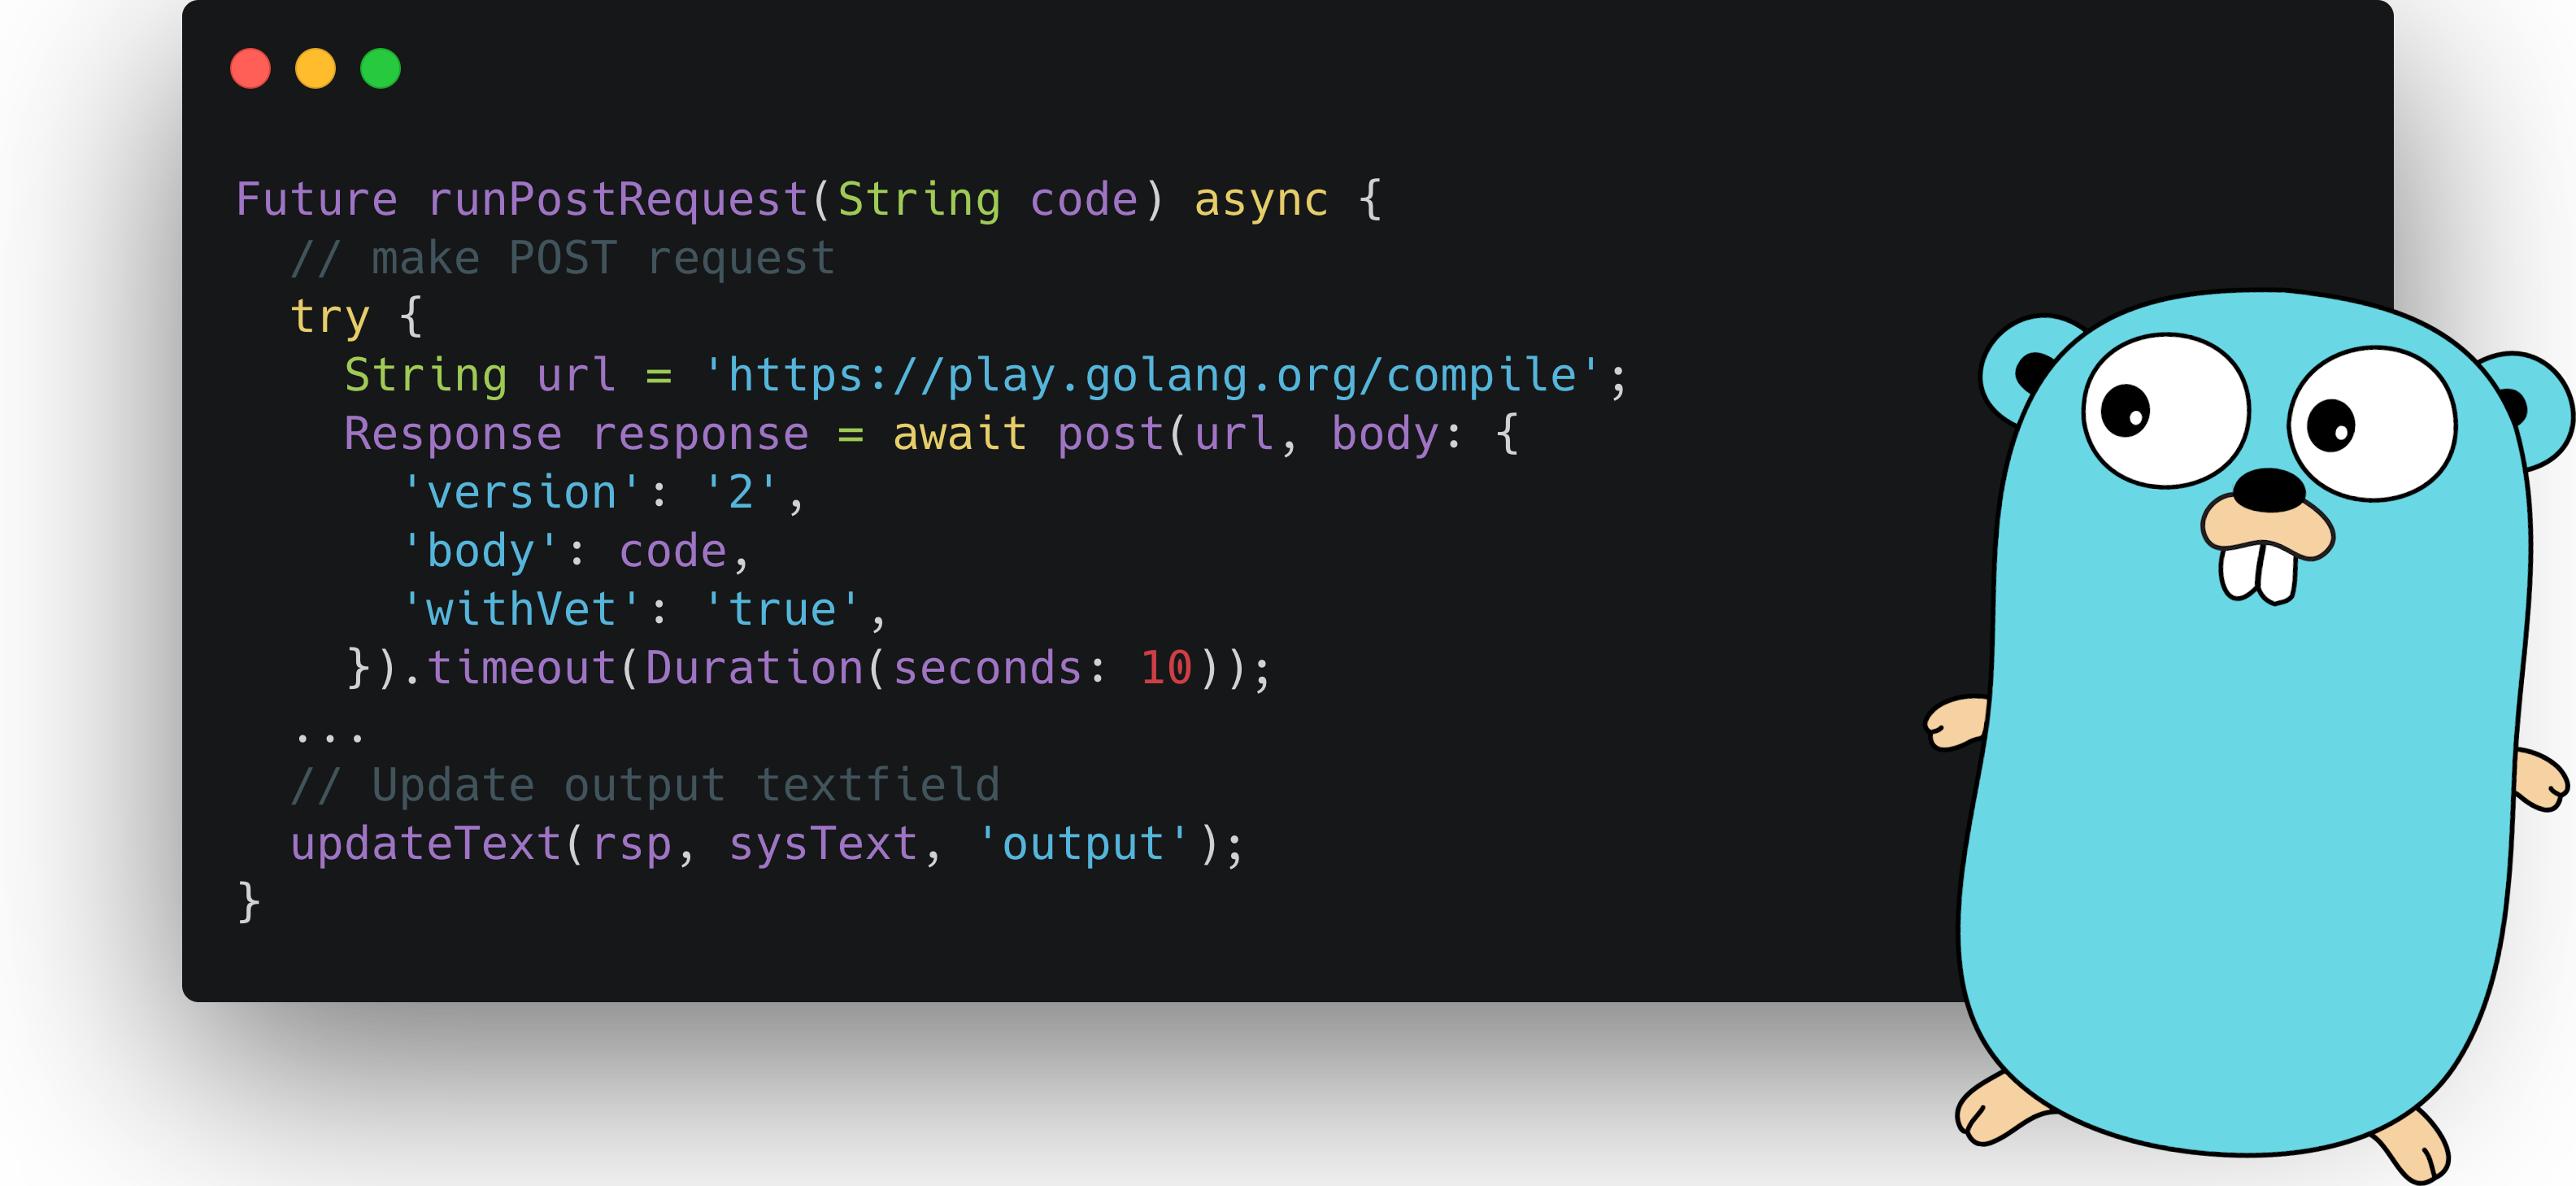 Future runPostRequest(String code) async {
  // make POST request
  try {
    String url = 'https://play.golang.org/compile';
    Response response = await post(url, body: {
      'version': '2',
      'body': code,
      'withVet': 'true',
    }).timeout(Duration(seconds: 10));
  ...
  // Update output textfield
  updateText(rsp, sysText, 'output');
}